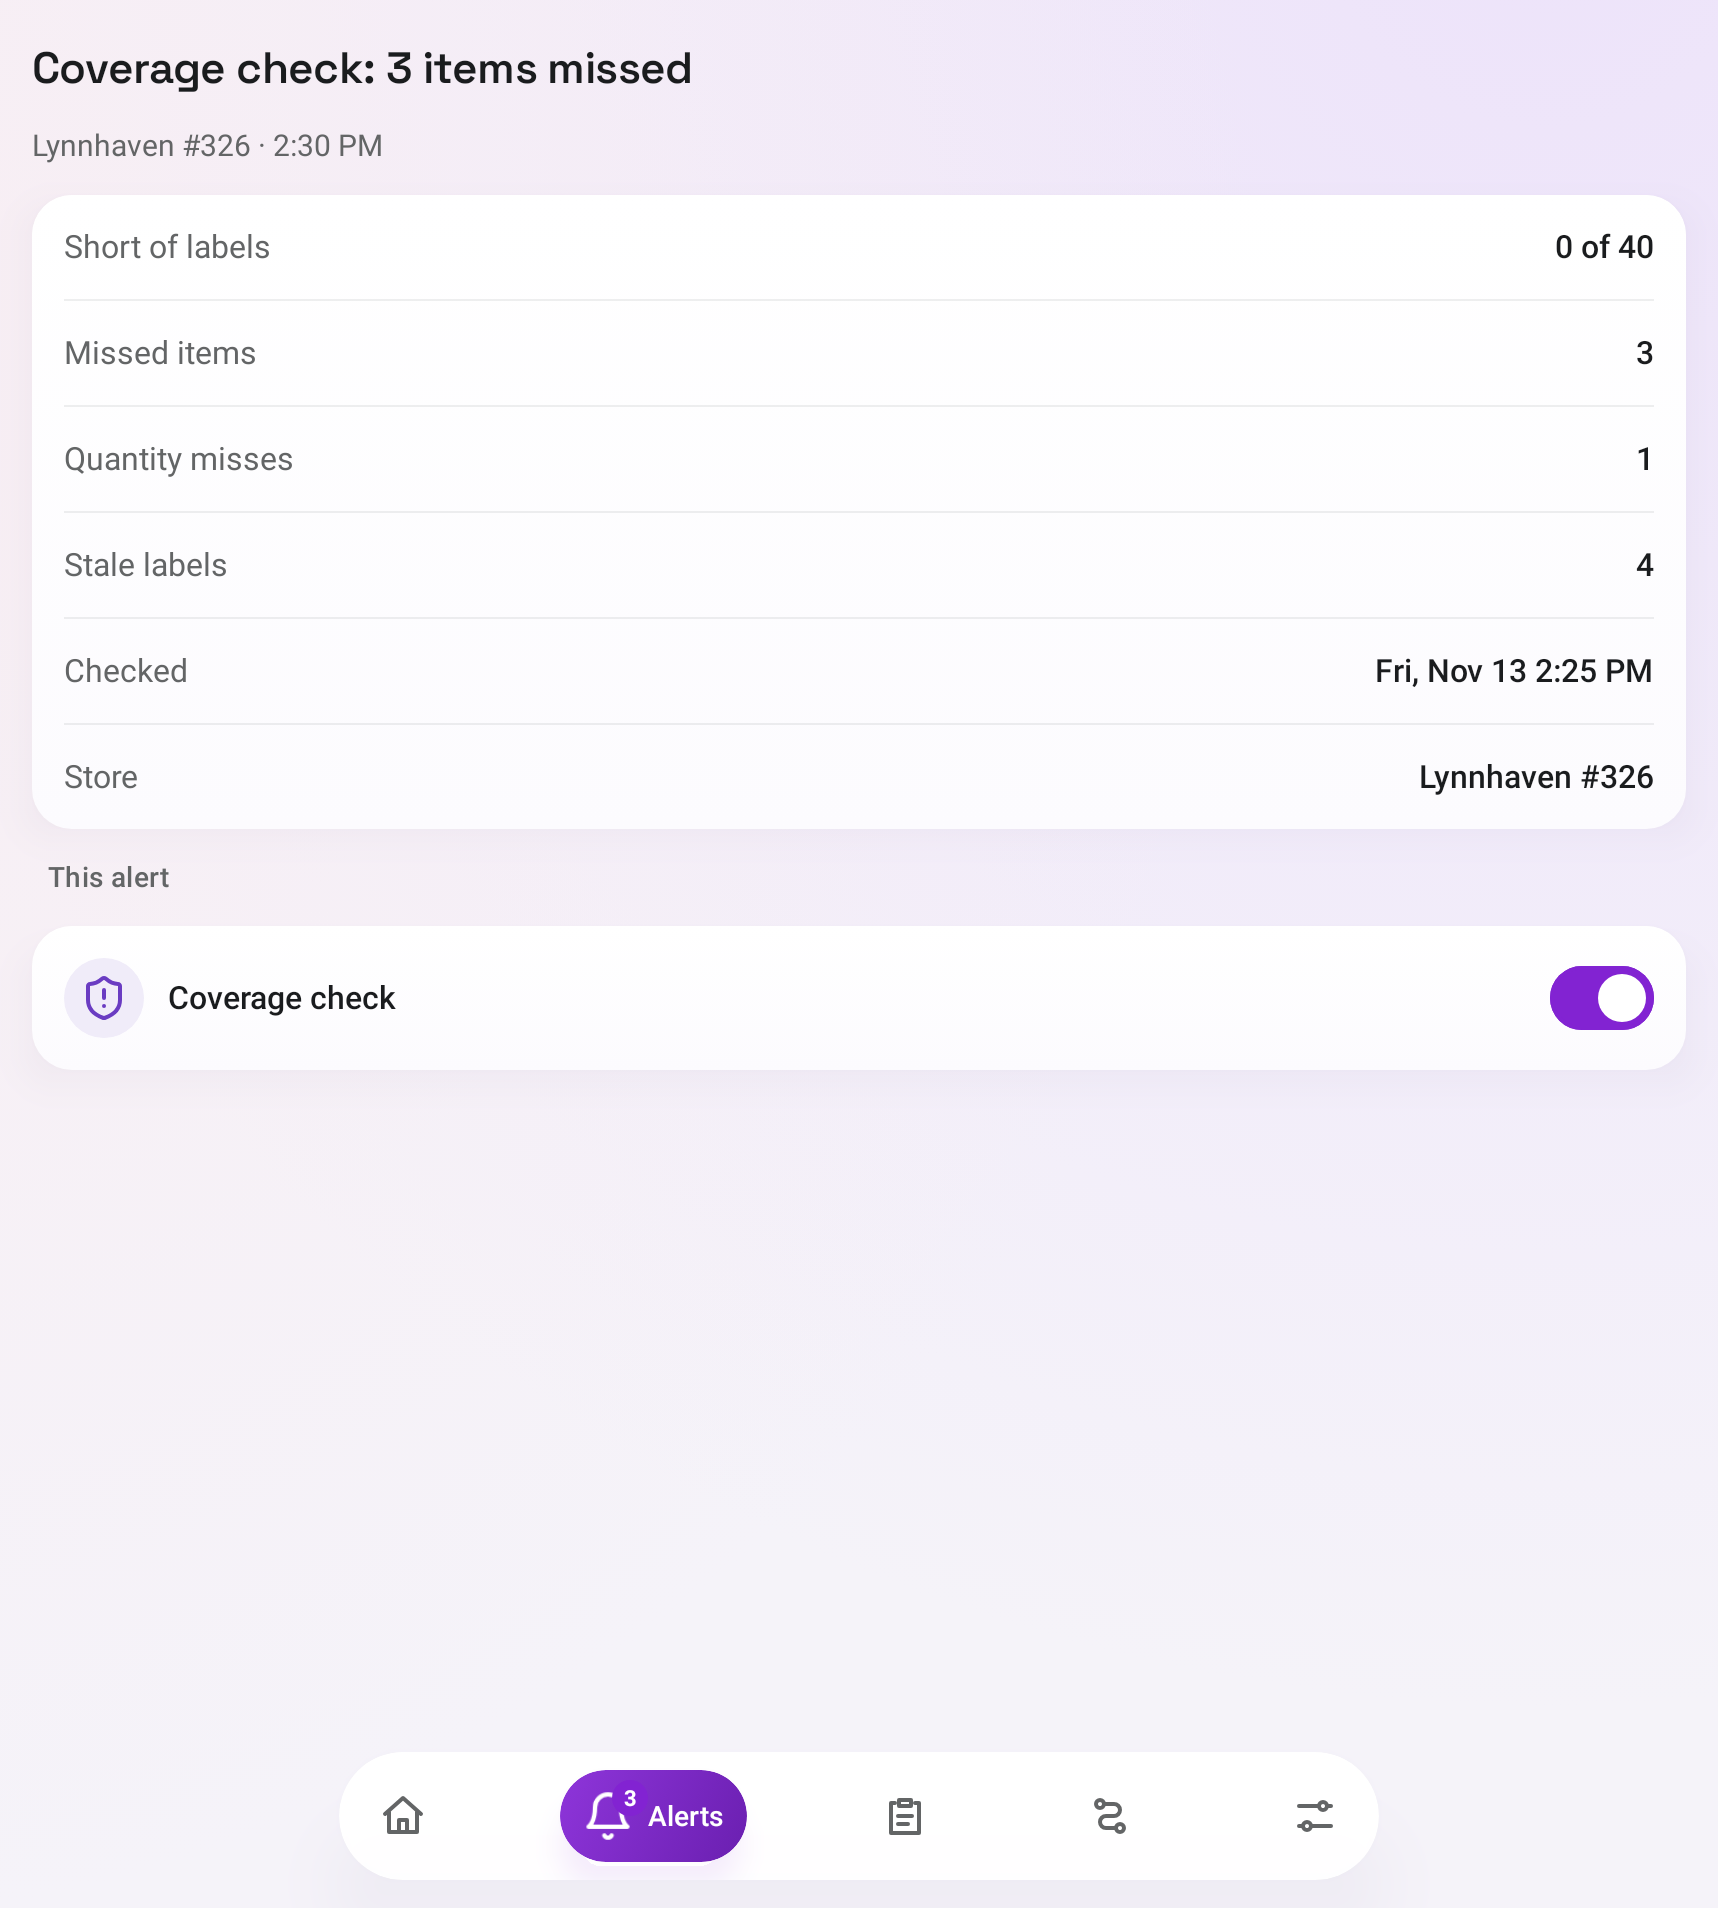 Coverage check: 3 items missed
Lynnhaven #326 · 2:30 PM
Short of labels 0 of 40
Missed items 3
Quantity misses 1
Stale labels 4
Checked Fri, Nov 13 2:25 PM
Store Lynnhaven #326
This alert
Coverage check
3 Alerts